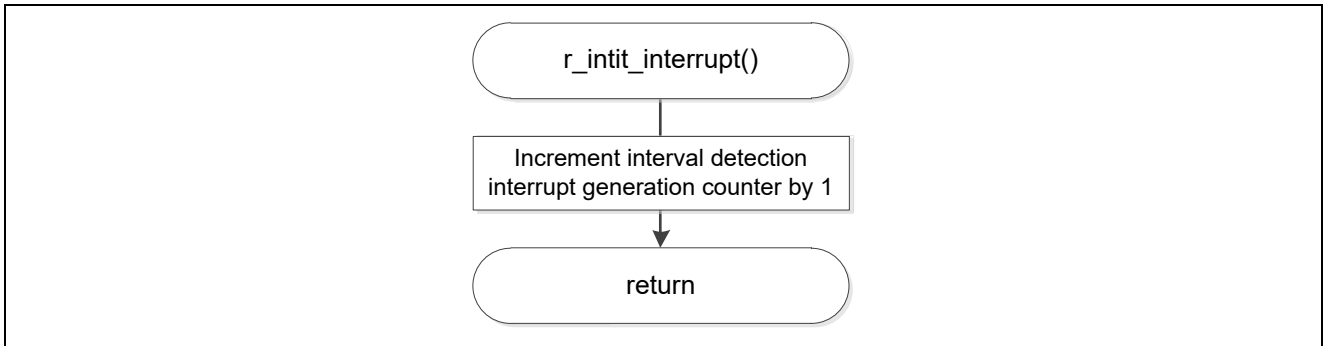 r_intit_interrupt()
Increment interval detection
interrupt generation counter by 1
return